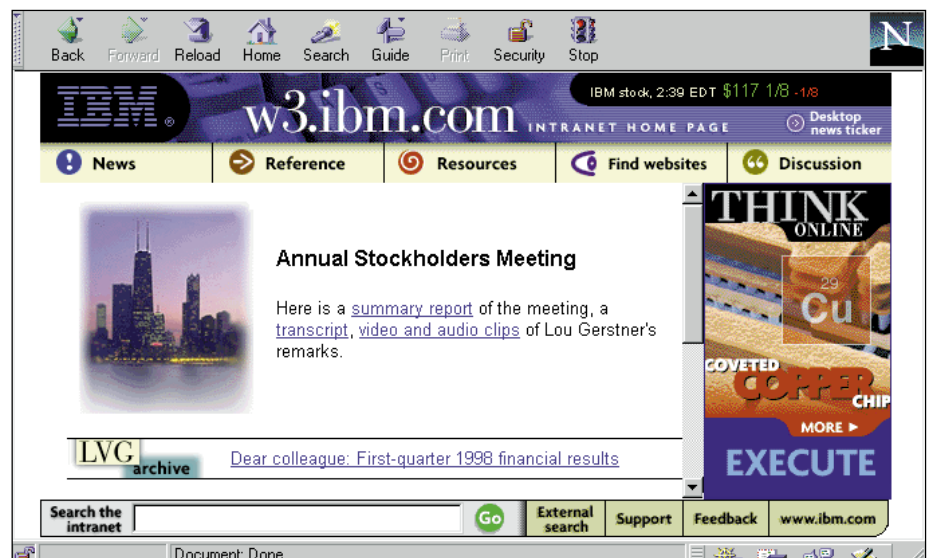 Back Forward Reload Home Search Guide Print Security Stop
N
IBM ®
w3.ibm.com
INTRANET HOME PAGE
IBM stock, 2:39 EDT $117 1/8 -1/8
Desktop
news ticker
News Reference Resources Find websites Discussion
THINK
ONLINE
29
Cu
COVETED
COPPER
CHIP
MORE
EXECUTE
Annual Stockholders Meeting
Here is a summary report of the meeting, a
transcript, video and audio clips of Lou Gerstner's
remarks.
LVG
archive
Dear colleague: First-quarter 1998 financial results
Search the
intranet
Go
External
search
Support
Feedback
www.ibm.com
Document: Done